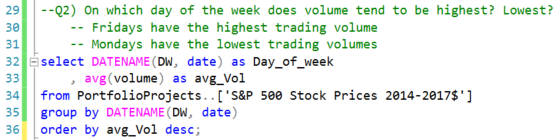 29 --Q2) On which day of the week does volume tend to be highest? Lowest?
30 -- Fridays have the highest trading volume
31 -- Mondays have the lowest trading volumes
32 select DATENAME(DW, date) as Day_of_week
33 , avg(volume) as avg_Vol
34 from PortfolioProjects..['S&P 500 Stock Prices 2014-2017$']
35 group by DATENAME(DW, date)
36 order by avg_Vol desc;